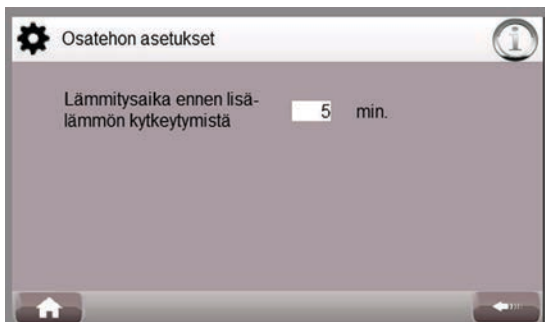 Osatehon asetukset
Lämmitysaika ennen lisä-
lämmön kytkeytymistä 5 min.